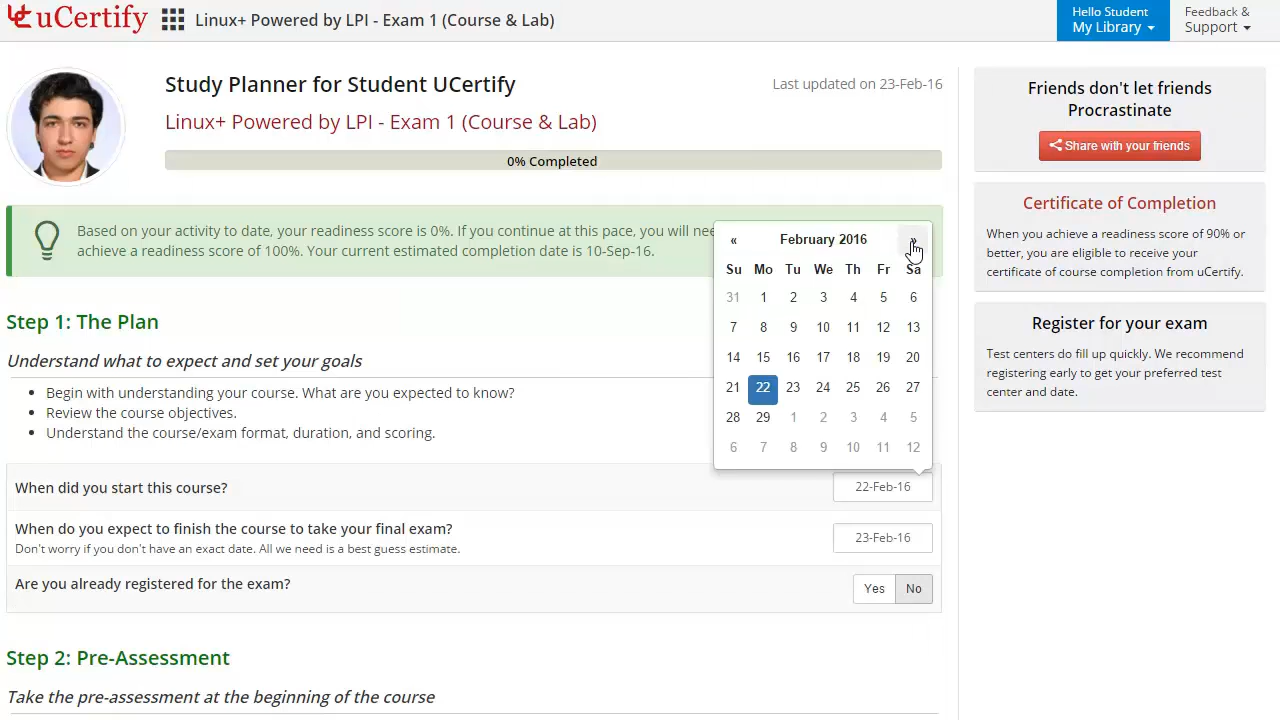 uCertify
Linux+ Powered by LPI - Exam 1 (Course & Lab)
Hello Student
My Library
Feedback &
Support
Study Planner for Student UCertify
Last updated on 23-Feb-16
Linux+ Powered by LPI - Exam 1 (Course & Lab)
0% Completed
Based on your activity to date, your readiness score is 0%. If you continue at this pace, you will
achieve a readiness score of 100%. Your current estimated completion date is 10-Sep-16.
« February 2016 »
Su Mo Tu We Th Fr Sa
31 1 2 3 4 5 6
7 8 9 10 11 12 13
14 15 16 17 18 19 20
21 22 23 24 25 26 27
28 29 1 2 3 4 5
6 7 8 9 10 11 12
Step 1: The Plan
Understand what to expect and set your goals
• Begin with understanding your course. What are you expected to know?
• Review the course objectives.
• Understand the course/exam format, duration, and scoring.
When did you start this course?
22-Feb-16
When do you expect to finish the course to take your final exam?
Don't worry if you don't have an exact date. All we need is a best guess estimate.
23-Feb-16
Are you already registered for the exam?
Yes No
Step 2: Pre-Assessment
Take the pre-assessment at the beginning of the course
Friends don't let friends
Procrastinate
Share with your friends
Certificate of Completion
When you achieve a readiness score of 90% or
better, you are eligible to receive your
certificate of course completion from uCertify.
Register for your exam
Test centers do fill up quickly. We recommend
registering early to get your preferred test
center and date.